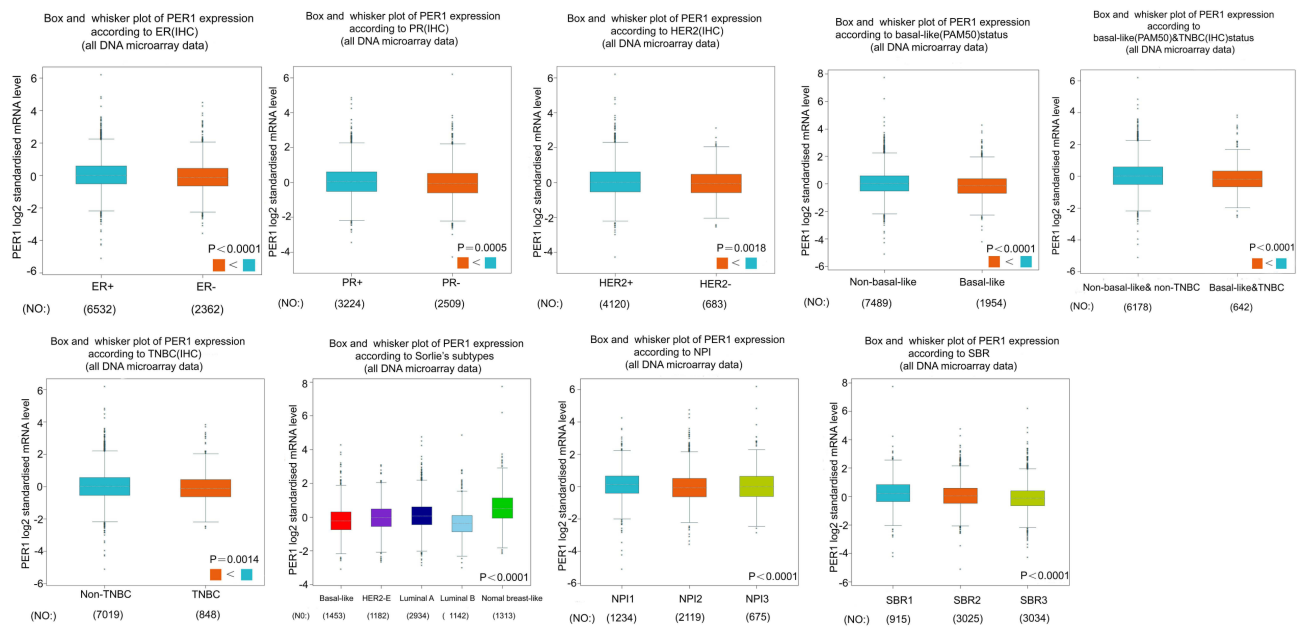 Box and whisker plot of PER1 expression
according to ER(IHC)
(all DNA microarray data)
PER1 log2 standardised mRNA level
6
4
2
0
-2
-4
-6
P<0.0001
<
ER+
ER-
(NO:)
(6532)
(2362)
Box and whisker plot of PER1 expression
according to PR(IHC)
(all DNA microarray data)
PER1 log2 standardised mRNA level
6
4
2
0
-2
-4
P=0.0005
<
PR+
PR-
(NO:)
(3224)
(2509)
Box and whisker plot of PER1 expression
according to HER2(IHC)
(all DNA microarray data)
PER1 log2 standardised mRNA level
6
4
2
0
-2
-4
P=0.0018
<
HER2+
HER2-
(NO:)
(4120)
(683)
Box and whisker plot of PER1 expression
according to basal-like(PAM50)status
(all DNA microarray data)
PER1 log2 standardised mRNA level
8
6
4
2
0
-2
-4
-6
P<0.0001
<
Non-basal-like
Basal-like
(NO:)
(7489)
(1954)
Box and whisker plot of PER1 expression
according to
basal-like(PAM50)&TNBC(IHC)status
(all DNA microarray data)
PER1 log2 standardised mRNA level
6
4
2
0
-2
-4
-6
P<0.0001
<
Non-basal-like& non-TNBC
Basal-like&TNBC
(NO:)
(6178)
(642)
Box and whisker plot of PER1 expression
according to TNBC(IHC)
(all DNA microarray data)
PER1 log2 standardised mRNA level
6
4
2
0
-2
-4
-6
P=0.0014
<
Non-TNBC
TNBC
(NO:)
(7019)
(848)
Box and whisker plot of PER1 expression
according to Sorlie's subtypes
(all DNA microarray data)
PER1 log2 standardised mRNA level
8
6
4
2
0
-2
-4
P<0.0001
Basal-like
HER2-E
Luminal A
Luminal B
Nomal breast-like
(NO:)
(1453)
(1182)
(2934)
( 1142)
(1313)
Box and whisker plot of PER1 expression
according to NPI
(all DNA microarray data)
PER1 log2 standardised mRNA level
6
4
2
0
-2
-4
-6
P<0.0001
NPI1
NPI2
NPI3
(NO:)
(1234)
(2119)
(675)
Box and whisker plot of PER1 expression
according to SBR
(all DNA microarray data)
PER1 log2 standardised mRNA level
8
6
4
2
0
-2
-4
-6
P<0.0001
SBR1
SBR2
SBR3
(NO:)
(915)
(3025)
(3034)